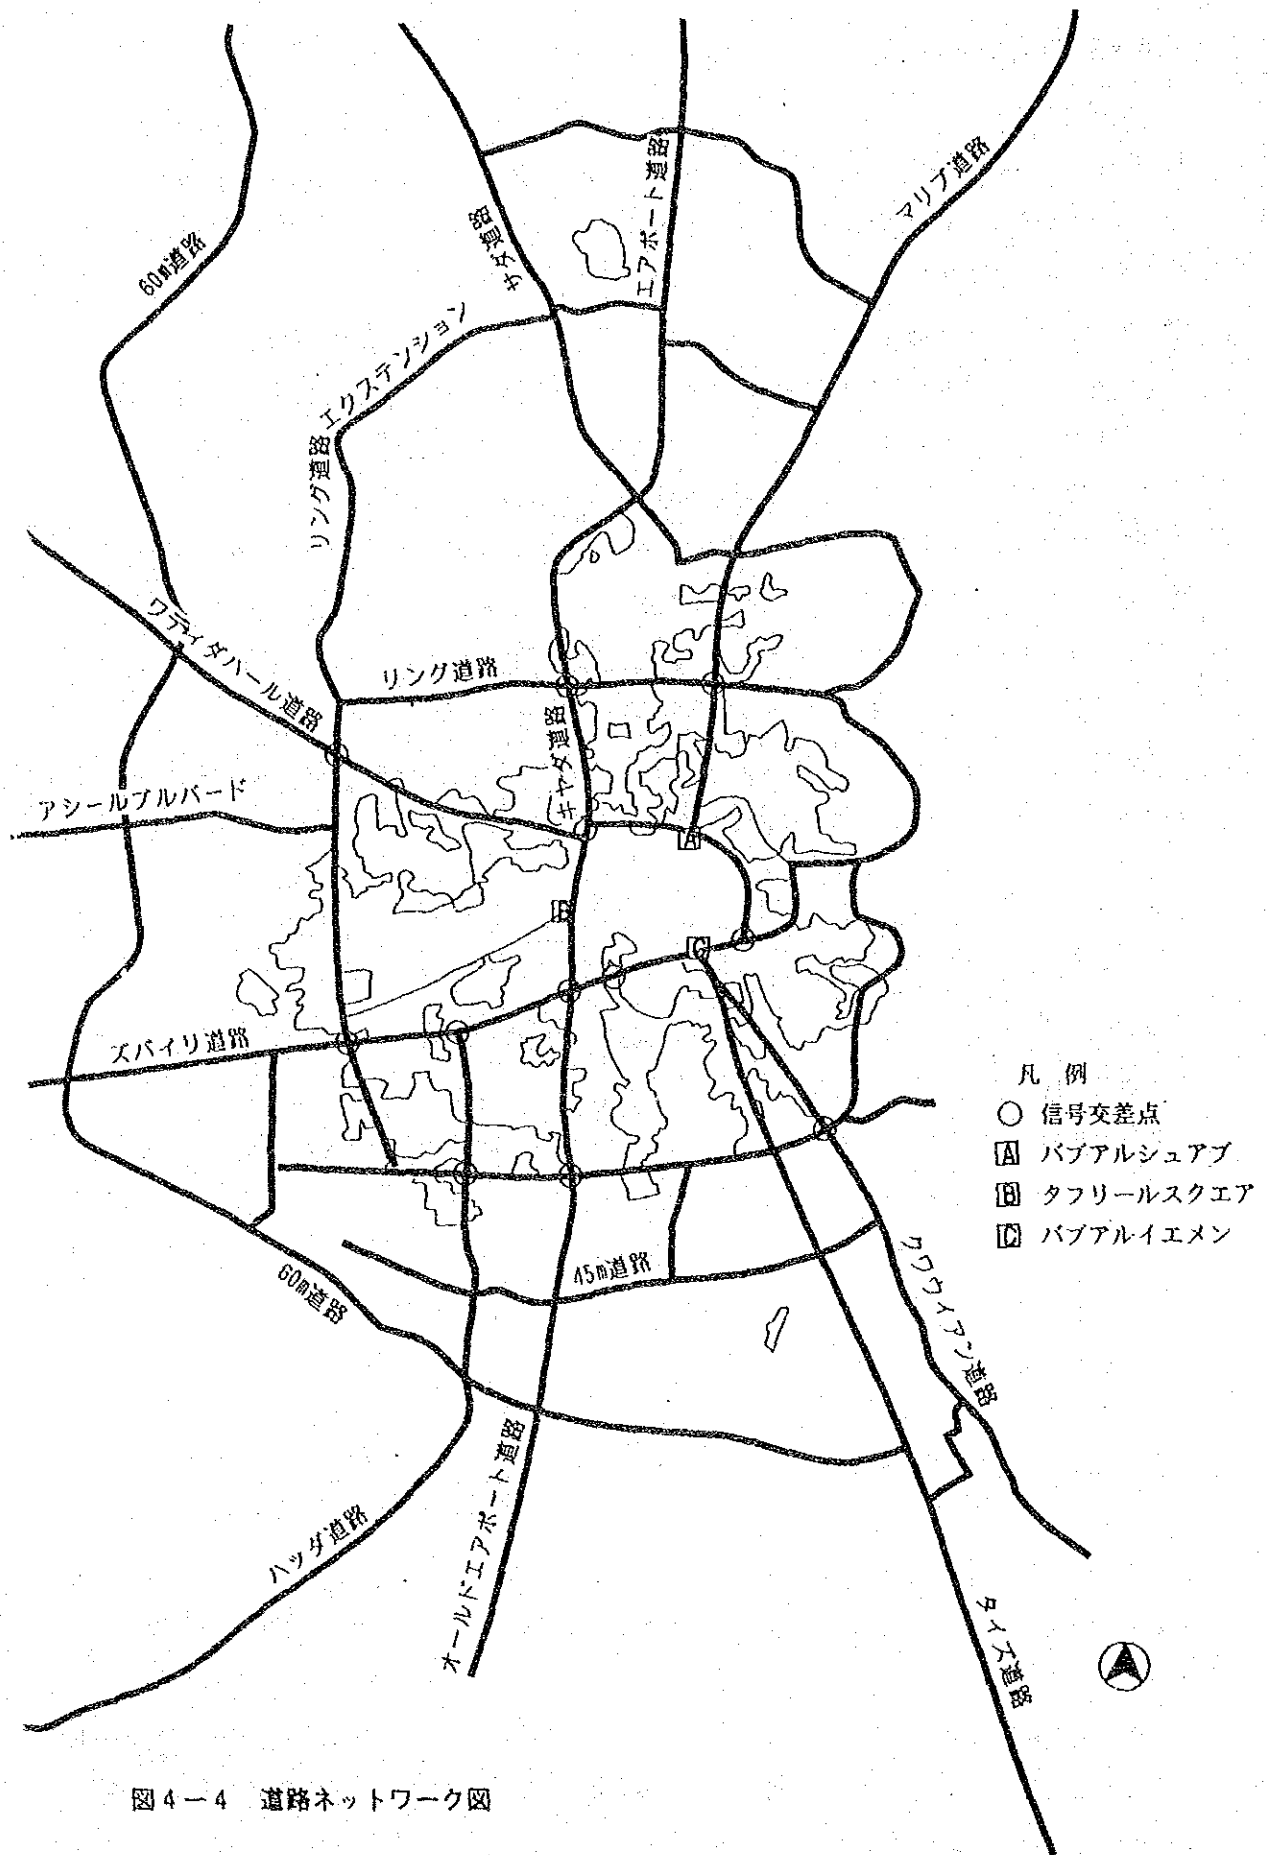 マリブ道路
エアポート道路
サダ道路
60m道路
リング道路エクステンション
ワディダハール道路
リング道路
キヤダ道路
アシールブルバード
A
B
C
ズバイリ道路
凡 例
○ 信号交差点
A バブアルシュアブ
B タフリールスクエア
C バブアルイエメン
45m道路
60m道路
クワウイアン道路
オールドエアポート道路
ハッダ道路
タイズ道路
図4-4 道路ネットワーク図